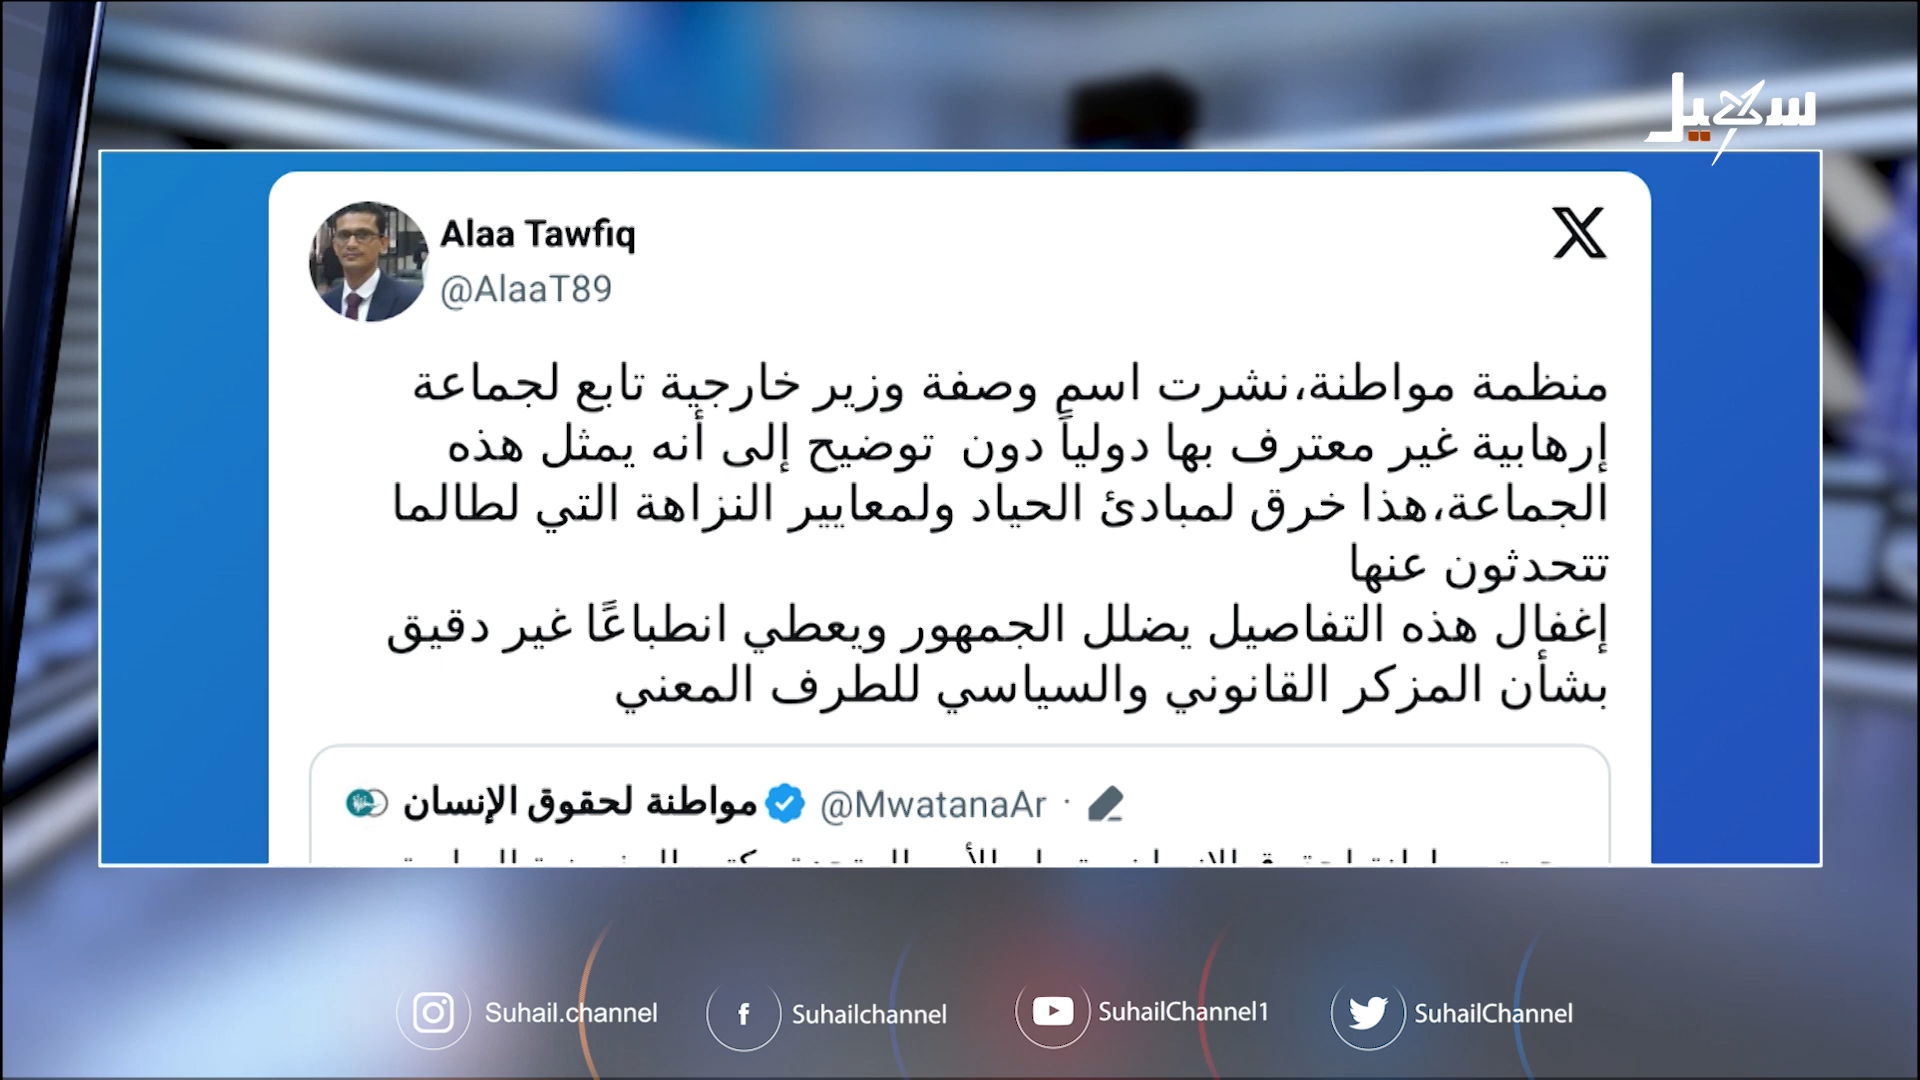 سهيل
Alaa Tawfiq
@AlaaT89
منظمة مواطنة،نشرت اسم وصفة وزير خارجية تابع لجماعة
إرهابية غير معترف بها دولياً دون توضيح إلى أنه يمثل هذه
الجماعة،هذا خرق لمبادئ الحياد ولمعايير النزاهة التي لطالما
تتحدثون عنها
إغفال هذه التفاصيل يضلل الجمهور ويعطي انطباعًا غير دقيق
بشأن المزكر القانوني والسياسي للطرف المعني
مواطنة لحقوق الإنسان @MwatanaAr ·
Suhail.channel
Suhailchannel
SuhailChannel1
SuhailChannel